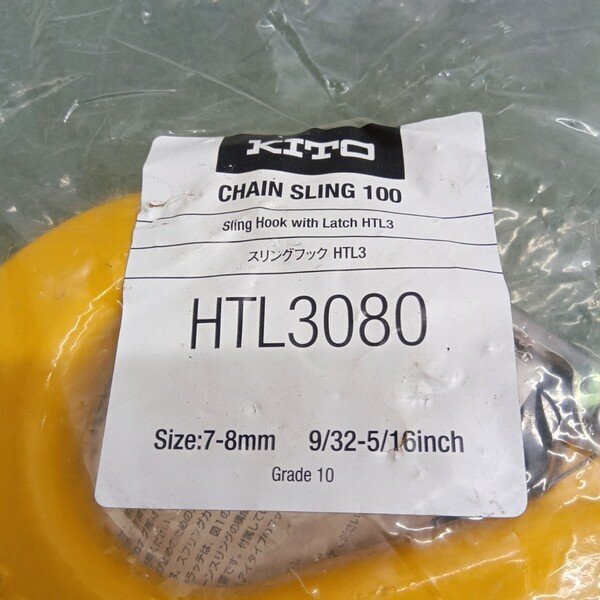 KITO
CHAIN SLING 100
Sling Hook with Latch HTL3
スリングフック HTL3
HTL3080
Size:7-8mm 9/32-5/16inch
Grade 10